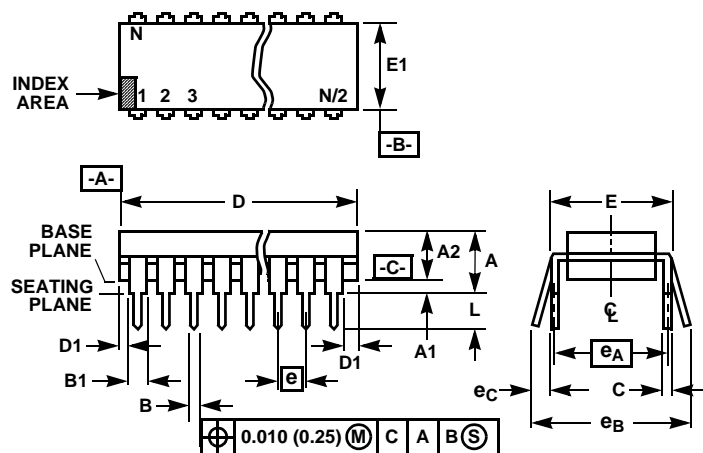 N
E1
INDEX
AREA
1 2 3 N/2
-B-
-A-
D
E
BASE
PLANE
A2
A
-C-
SEATING
PLANE
L
C
L
D1
A1
D1
eA
B1
e
eC
C
B
eB
0.010 (0.25) M C A B S